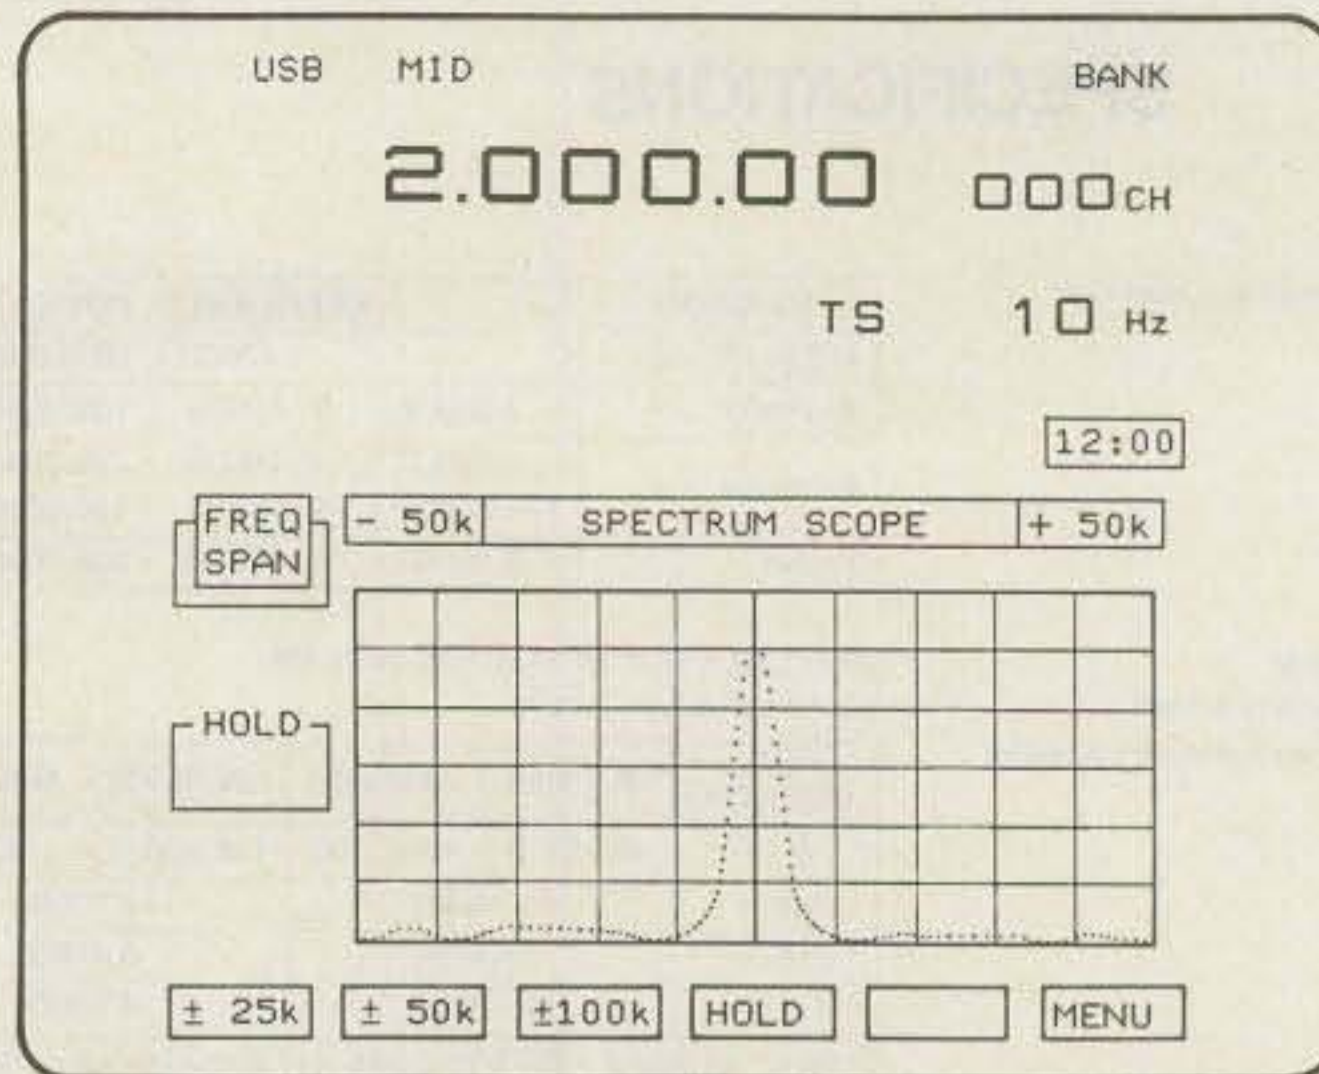 USB MID BANK
2.000.00 000CH
TS 10 Hz
12:00
FREQ SPAN
- 50k SPECTRUM SCOPE + 50k
HOLD
± 25k ± 50k ±100k HOLD MENU